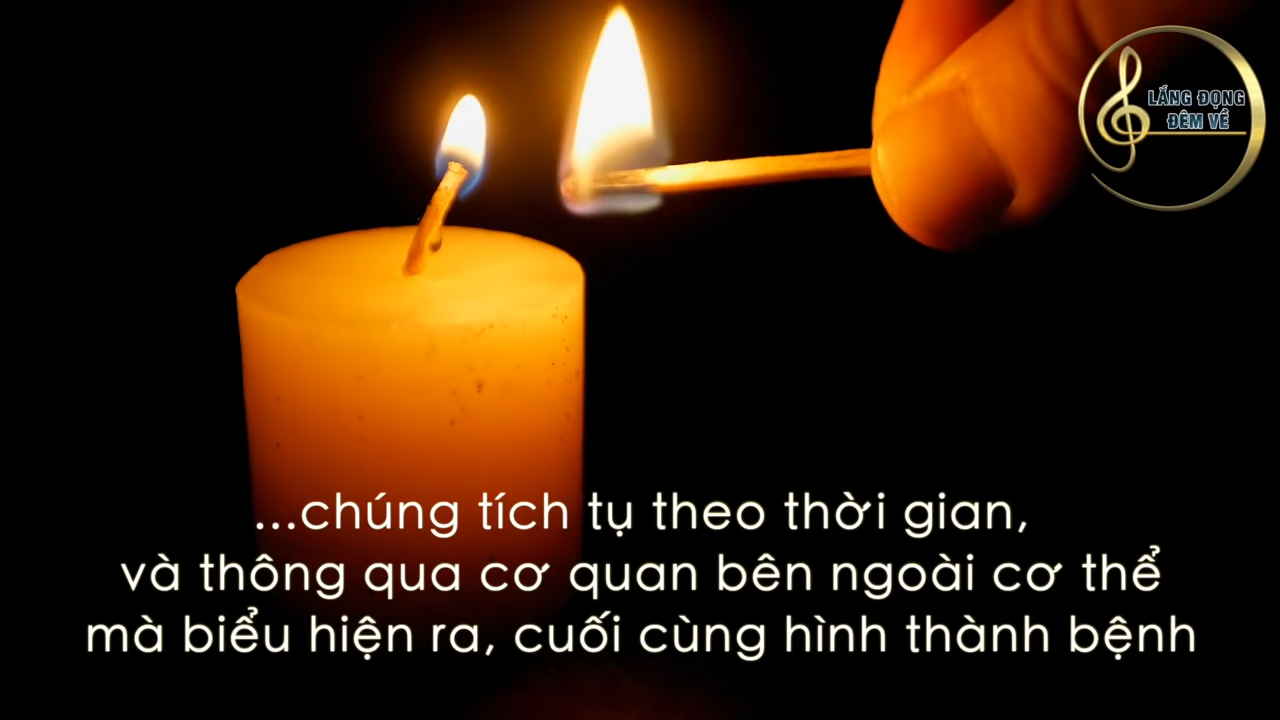 LẮNG ĐỌNG
ĐÊM VỀ
...chúng tích tụ theo thời gian,
và thông qua cơ quan bên ngoài cơ thể
mà biểu hiện ra, cuối cùng hình thành bệnh